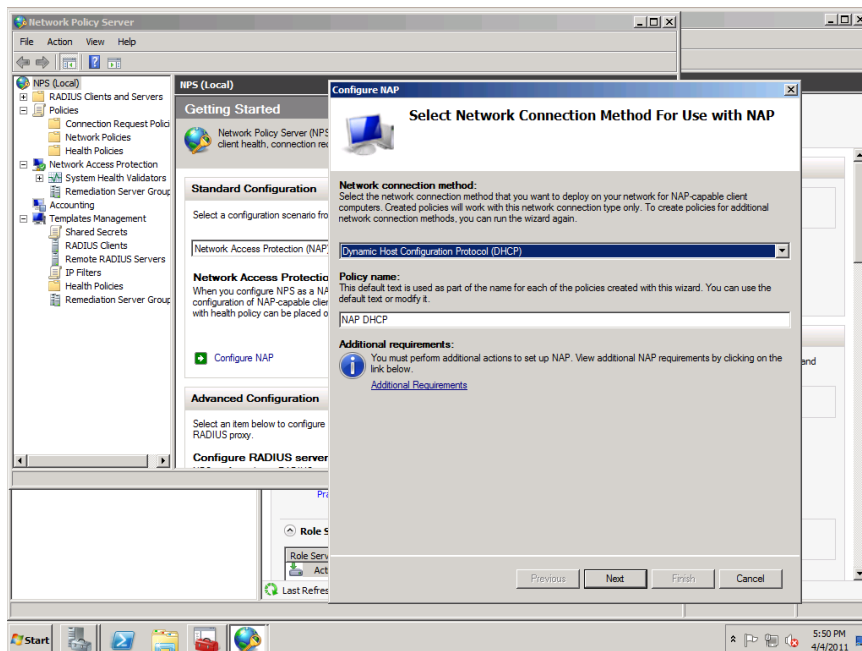 Network Policy Server
File Action View Help
NPS (Local)
RADIUS Clients and Servers
Policies
Connection Request Polici
Network Policies
Health Policies
Network Access Protection
System Health Validators
Remediation Server Group
Accounting
Templates Management
Shared Secrets
RADIUS Clients
Remote RADIUS Servers
IP Filters
Health Policies
Remediation Server Group
NPS (Local)
Getting Started
Network Policy Server (NPS
client health, connection rec
Standard Configuration
Select a configuration scenario fro
Network Access Protection (NAP)
Network Access Protectio
When you configure NPS as a NA
configuration of NAP-capable clier
with health policy can be placed o
Configure NAP
Advanced Configuration
Select an item below to configure
RADIUS proxy.
Configure RADIUS server
Configure NAP
Select Network Connection Method For Use with NAP
Network connection method:
Select the network connection method that you want to deploy on your network for NAP-capable client
computers. Created policies will work with this network connection type only. To create policies for additional
network connection methods, you can run the wizard again.
Dynamic Host Configuration Protocol (DHCP)
Policy name:
This default text is used as part of the name for each of the policies created with this wizard. You can use the
default text or modify it.
NAP DHCP
Additional requirements:
You must perform additional actions to set up NAP. View additional NAP requirements by clicking on the
link below.
Additional Requirements
Previous Next Finish Cancel
and
Pra
Role S
Role Serv
Act
Last Refres
Start
5:50 PM
4/4/2011